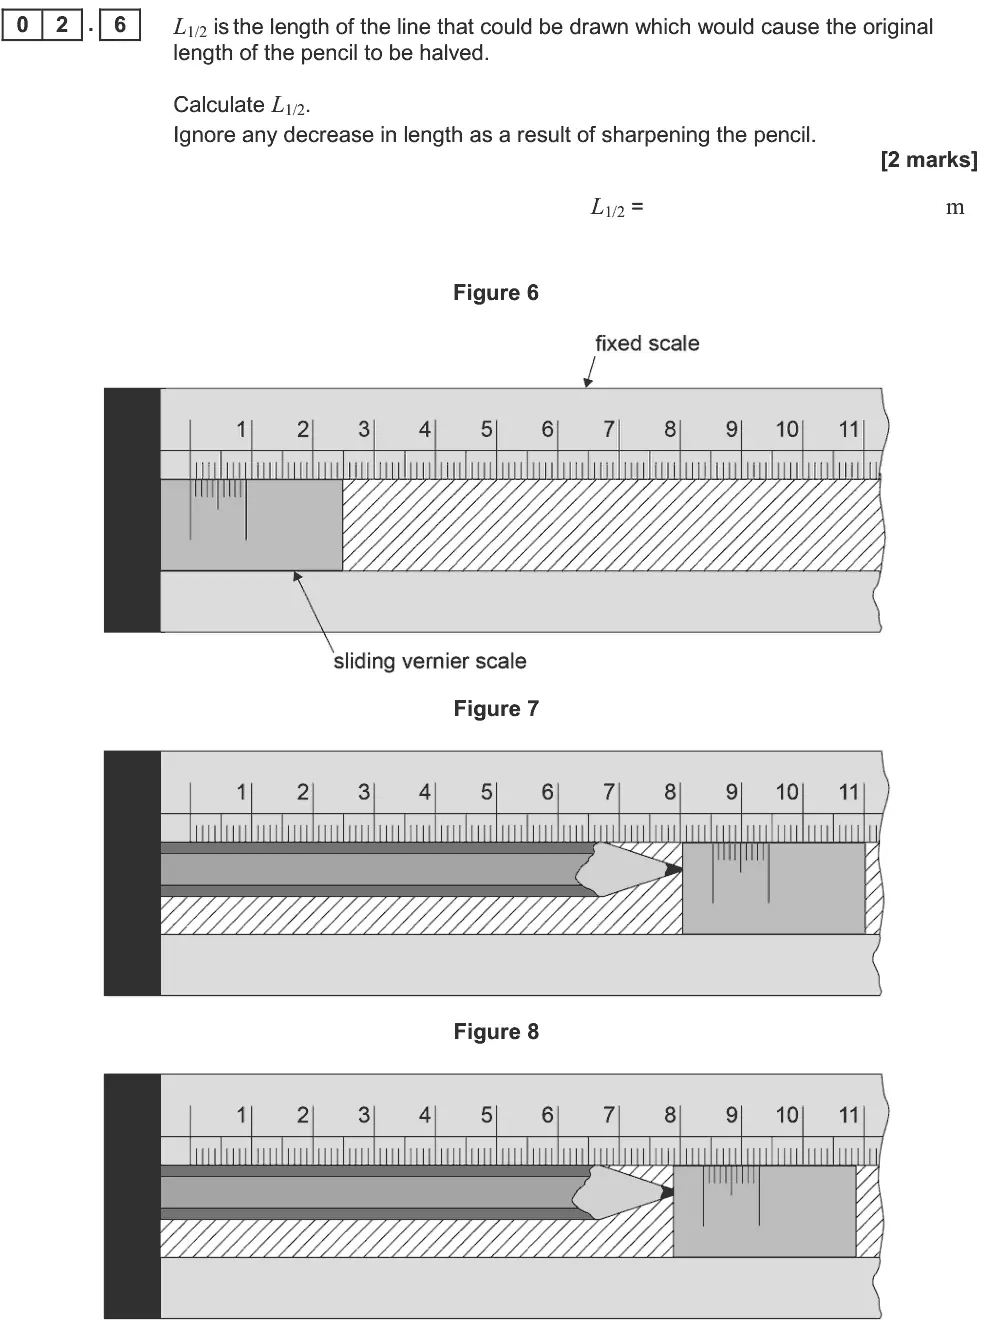 0 2 . 6 L1/2 is the length of the line that could be drawn which would cause the original
length of the pencil to be halved.
Calculate L1/2.
Ignore any decrease in length as a result of sharpening the pencil.
[2 marks]
L1/2 = m
Figure 6
fixed scale
1 2 3 4 5 6 7 8 9 10 11
sliding vernier scale
Figure 7
1 2 3 4 5 6 7 8 9 10 11
Figure 8
1 2 3 4 5 6 7 8 9 10 11